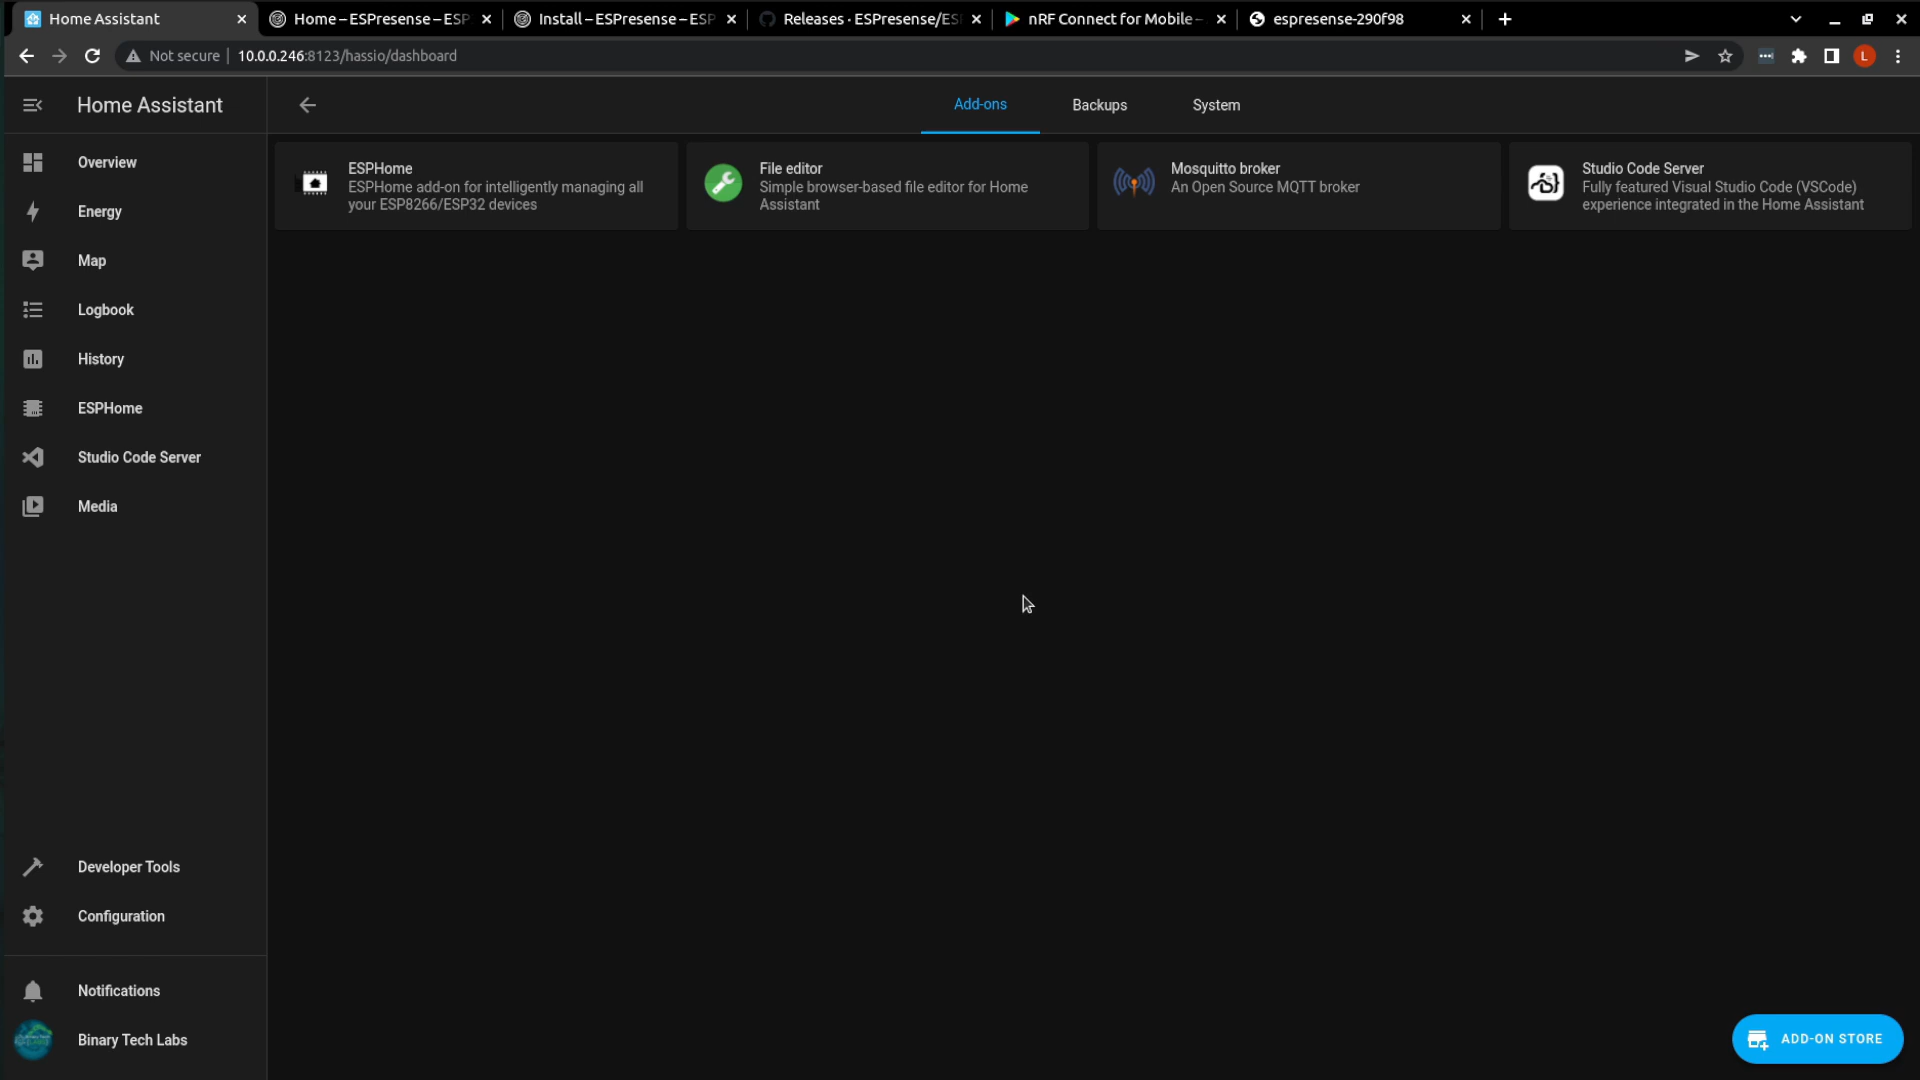 Home Assistant
Home – ESPresense – ESP
Install – ESPresense – ESP
Releases · ESPresense/ES
nRF Connect for Mobile –
espresense-290f98
Not secure
10.0.0.246:8123/hassio/dashboard
L
Home Assistant
Add-ons
Backups
System
Overview
Energy
Map
Logbook
History
ESPHome
Studio Code Server
Media
ESPHome
ESPHome add-on for intelligently managing all
your ESP8266/ESP32 devices
File editor
Simple browser-based file editor for Home
Assistant
Mosquitto broker
An Open Source MQTT broker
Studio Code Server
Fully featured Visual Studio Code (VSCode)
experience integrated in the Home Assistant
Developer Tools
Configuration
Notifications
Binary Tech Labs
ADD-ON STORE